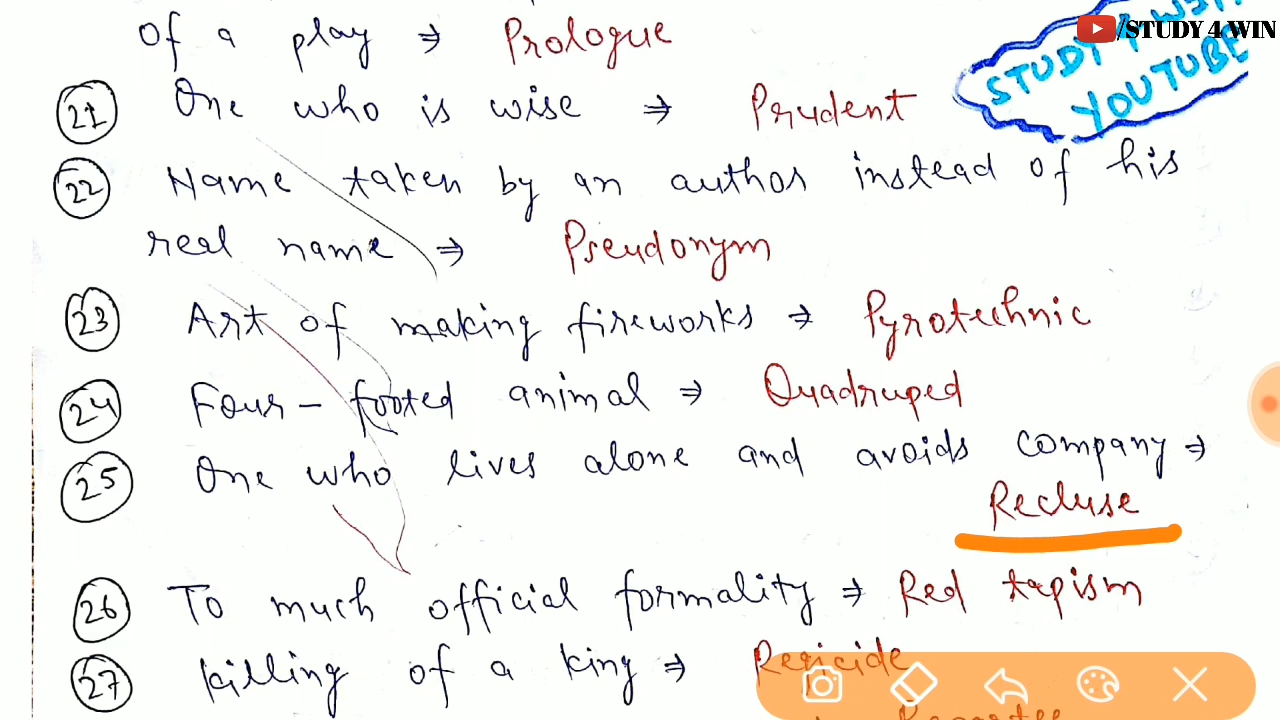 of a play ⇒ Prologue
/STUDY 4 WIN
STUDY 4 WIN
YOUTUBE
21 One who is wise ⇒ Prudent
22 Name taken by an author instead of his
real name ⇒ Pseudonym
23 Art of making fireworks ⇒ Pyrotechnic
24 Four-footed animal ⇒ Quadruped
25 One who lives alone and avoids company ⇒
Recluse
26 To much official formality ⇒ Red tapism
27 killing of a king ⇒ Regicide